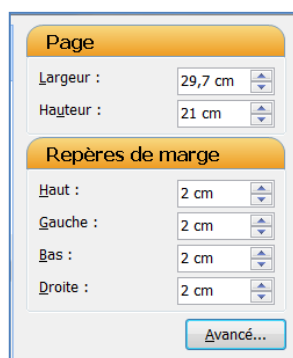 Page
Largeur : 29,7 cm
Hauteur : 21 cm
Repères de marge
Haut : 2 cm
Gauche : 2 cm
Bas : 2 cm
Droite : 2 cm
Avancé...